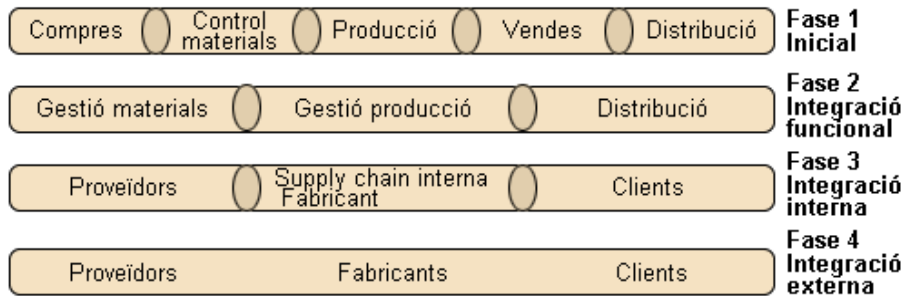 Compres
Control
materials
Producció
Vendes
Distribució
Fase 1
Inicial
Gestió materials
Gestió producció
Distribució
Fase 2
Integració
funcional
Proveïdors
Supply chain interna
Fabricant
Clients
Fase 3
Integració
interna
Proveïdors
Fabricants
Clients
Fase 4
Integració
externa